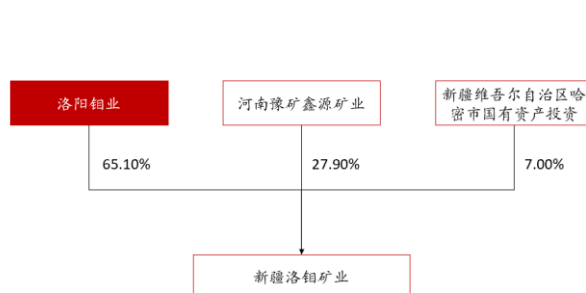 洛阳钼业
河南豫矿鑫源矿业
新疆维吾尔自治区哈
密市国有资产投资
65.10%
27.90%
7.00%
新疆洛钼矿业